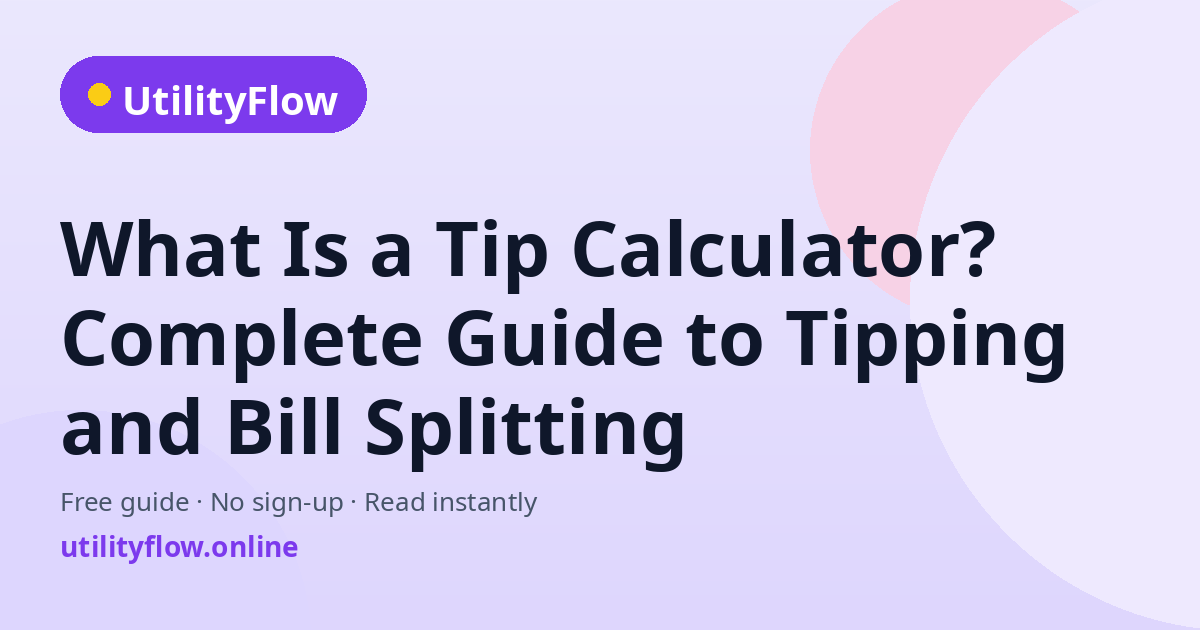 UtilityFlow
What Is a Tip Calculator?
Complete Guide to Tipping
and Bill Splitting
Free guide · No sign-up · Read instantly
utilityflow.online